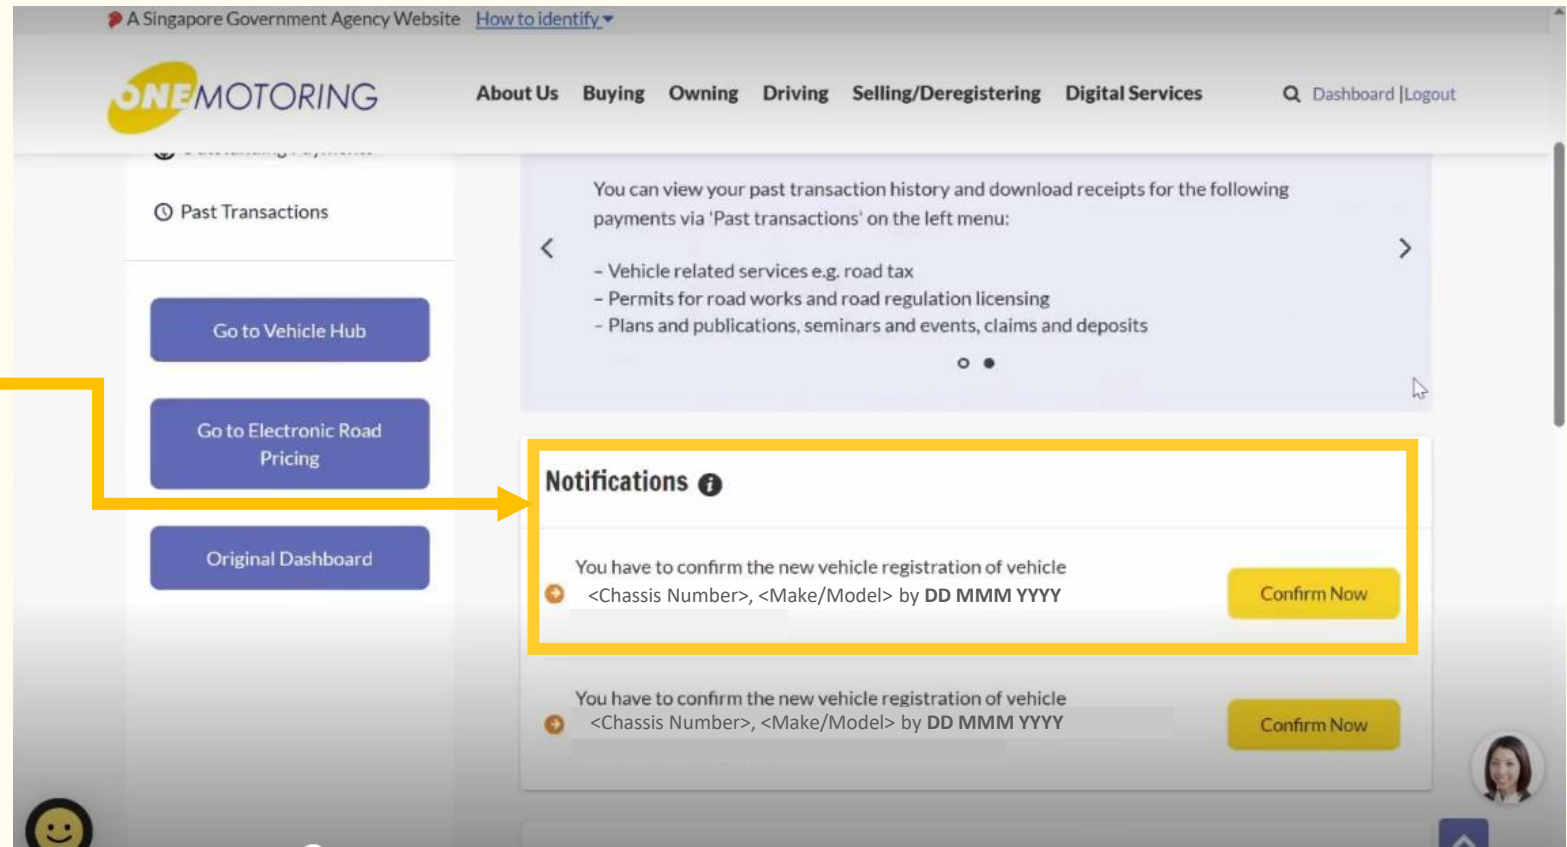 A Singapore Government Agency Website How to identify
ONEMOTORING
About Us Buying Owning Driving Selling/Deregistering Digital Services
Dashboard |Logout
Past Transactions
Go to Vehicle Hub
Go to Electronic Road
Pricing
Original Dashboard
You can view your past transaction history and download receipts for the following
payments via 'Past transactions' on the left menu:
– Vehicle related services e.g. road tax
– Permits for road works and road regulation licensing
– Plans and publications, seminars and events, claims and deposits
Notifications
You have to confirm the new vehicle registration of vehicle
<Chassis Number>, <Make/Model> by DD MMM YYYY
Confirm Now
You have to confirm the new vehicle registration of vehicle
<Chassis Number>, <Make/Model> by DD MMM YYYY
Confirm Now